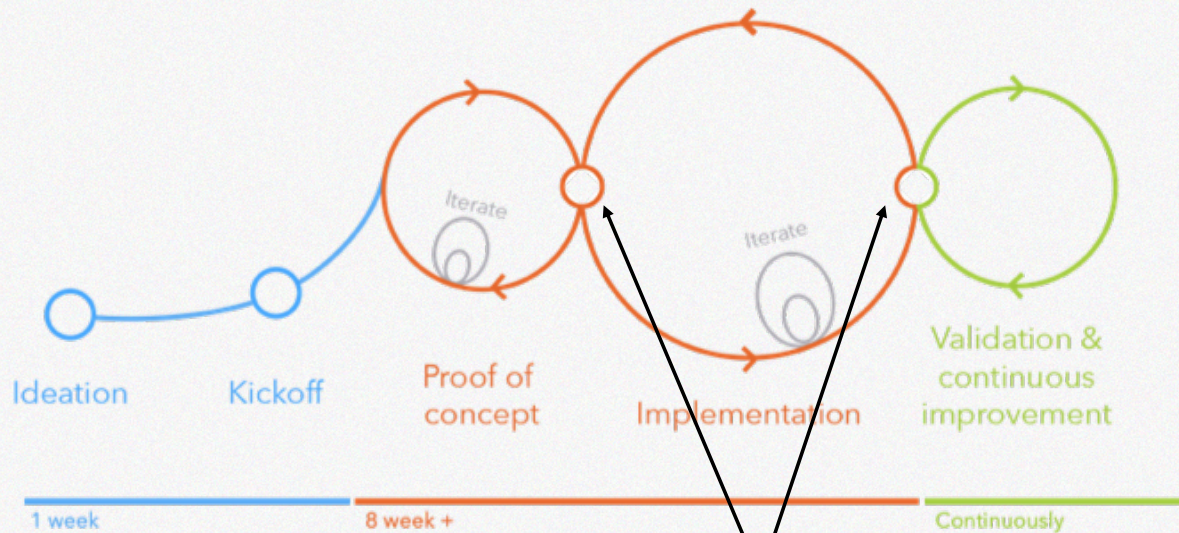 Iterate
Iterate
Ideation
Kickoff
Proof of
concept
Implementation
Validation &
continuous
improvement
1 week
8 week +
Continuously